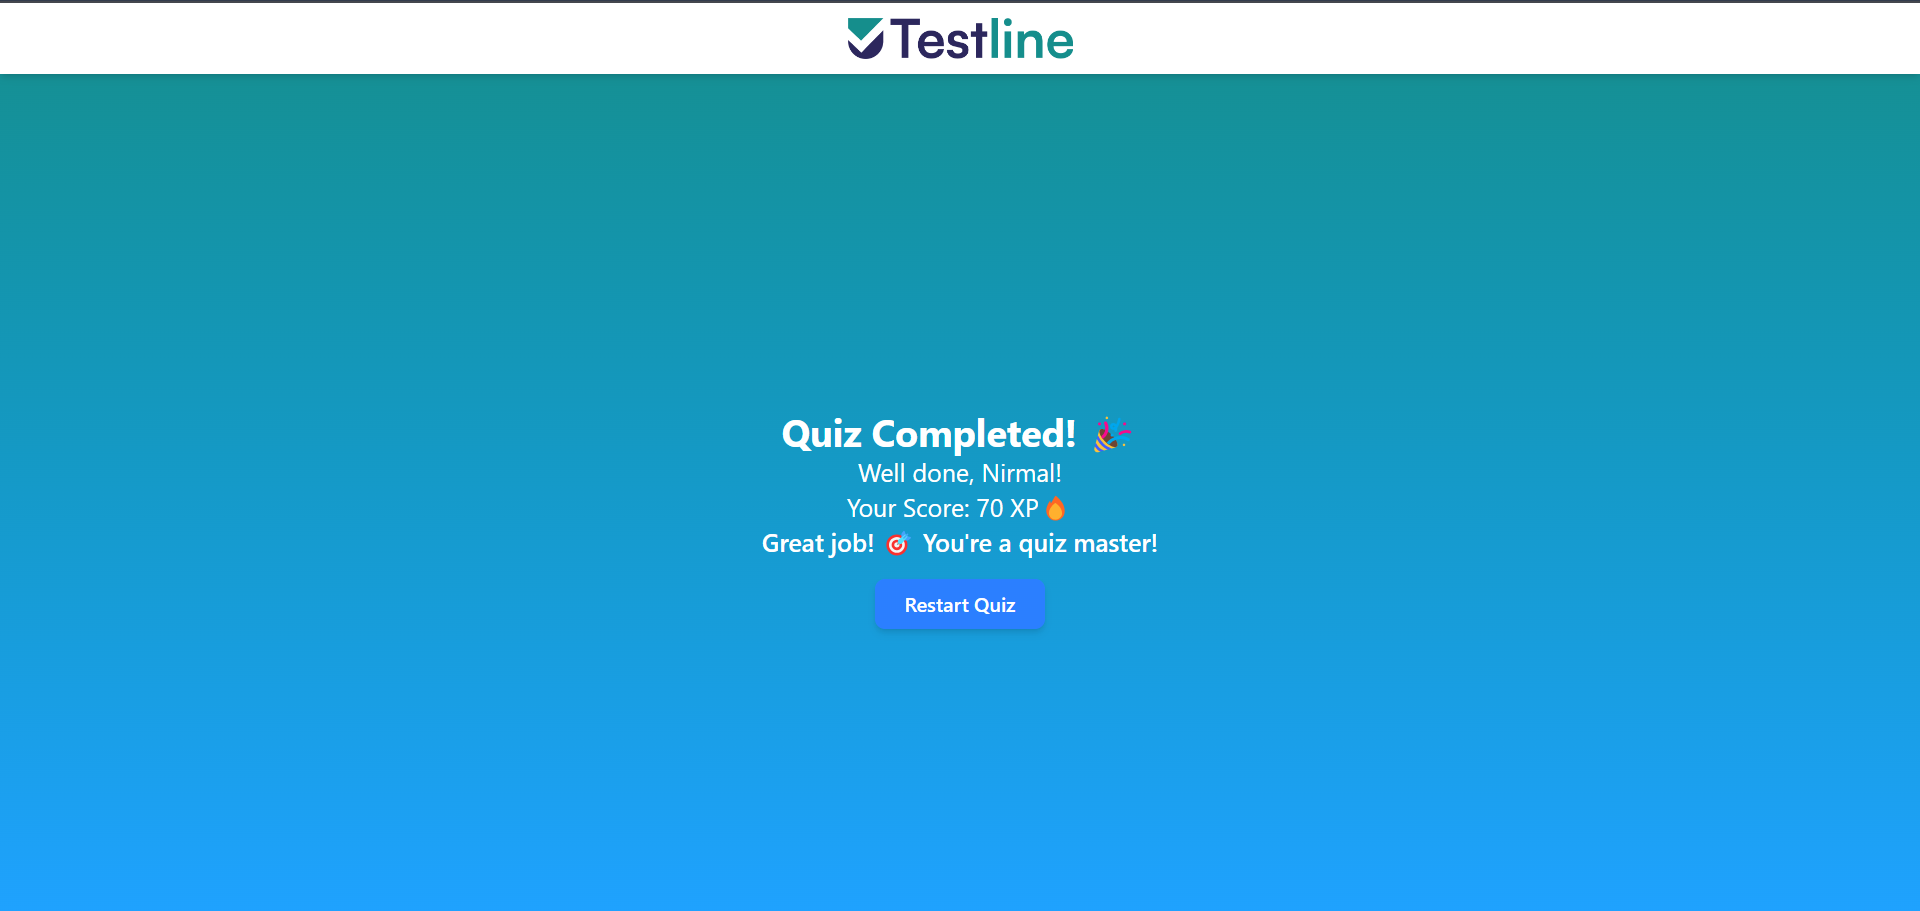 Testline
Quiz Completed! 🎉
Well done, Nirmal!
Your Score: 70 XP🔥
Great job! 🎯 You're a quiz master!
Restart Quiz